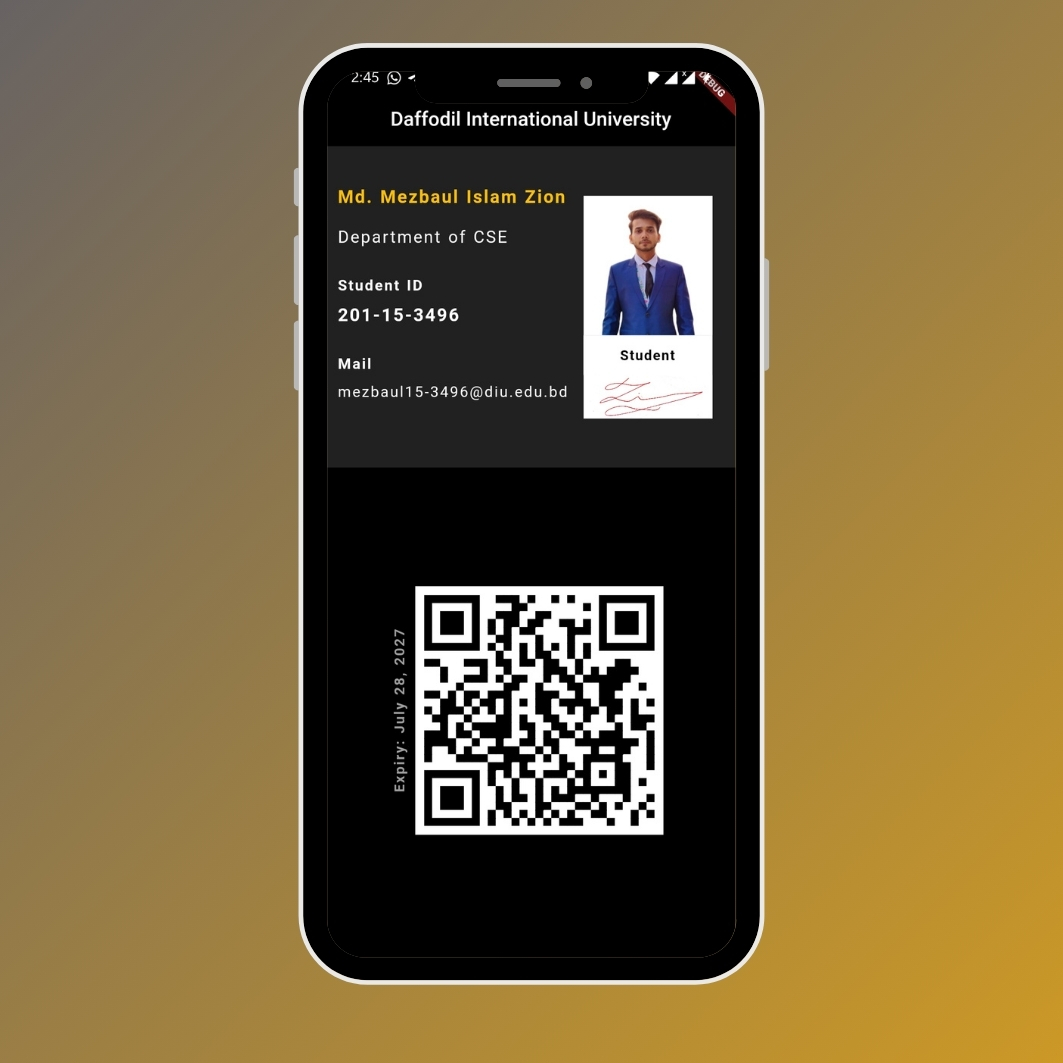 2:45
DEBUG
Daffodil International University
Md. Mezbaul Islam Zion
Department of CSE
Student ID
201-15-3496
Mail
mezbaul15-3496@diu.edu.bd
Student
Expiry: July 28, 2027